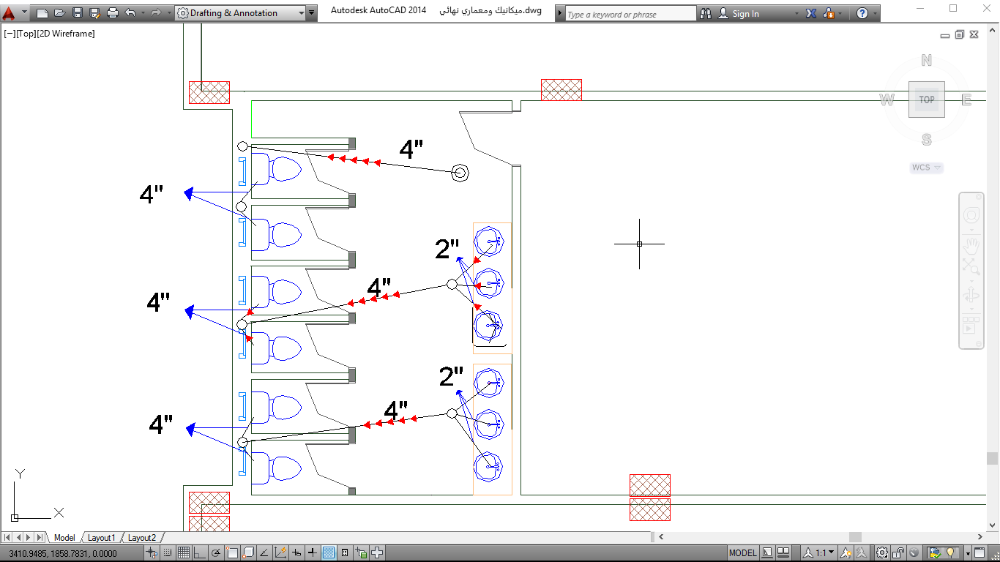 Drafting & Annotation
Autodesk AutoCAD 2014 ميكانيك ومعماري نهائي.dwg
Type a keyword or phrase
Sign In
[−][Top][2D Wireframe]
N
W
TOP
E
S
WCS
4"
4"
2"
4"
4"
2"
4"
4"
Y
X
Model
Layout1
Layout2
3410.9485, 1858.7831, 0.0000
MODEL
1:1